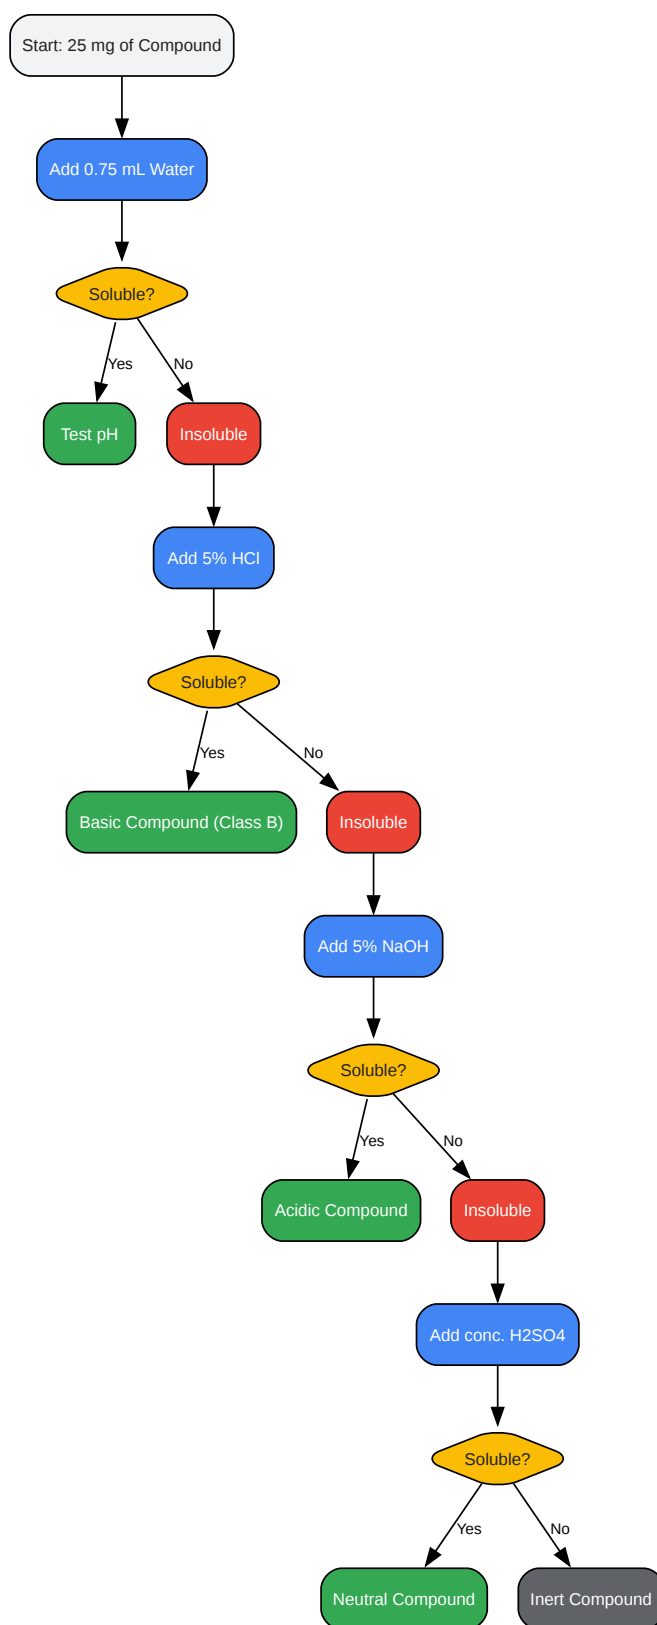 Start: 25 mg of Compound
Add 0.75 mL Water
Soluble?
Yes
No
Test pH
Insoluble
Add 5% HCl
Soluble?
Yes
No
Basic Compound (Class B)
Insoluble
Add 5% NaOH
Soluble?
Yes
No
Acidic Compound
Insoluble
Add conc. H2SO4
Soluble?
Yes
No
Neutral Compound
Inert Compound